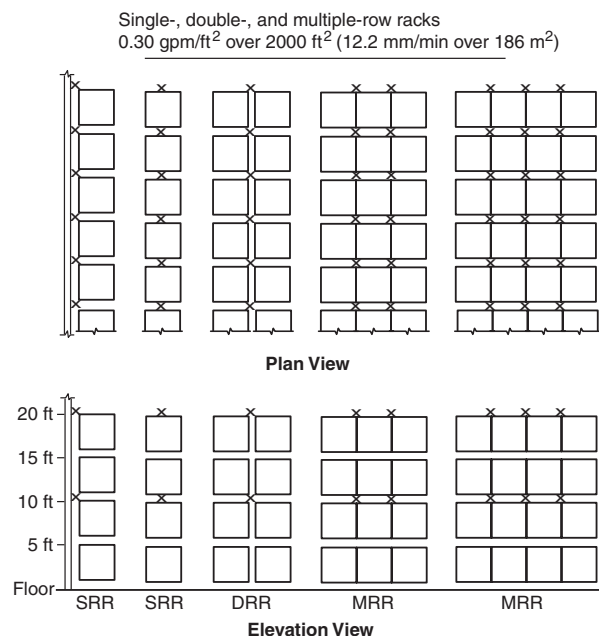 Single-, double-, and multiple-row racks
0.30 gpm/ft² over 2000 ft² (12.2 mm/min over 186 m²)
Plan View
20 ft
15 ft
10 ft
5 ft
Floor
SRR SRR DRR MRR MRR
Elevation View